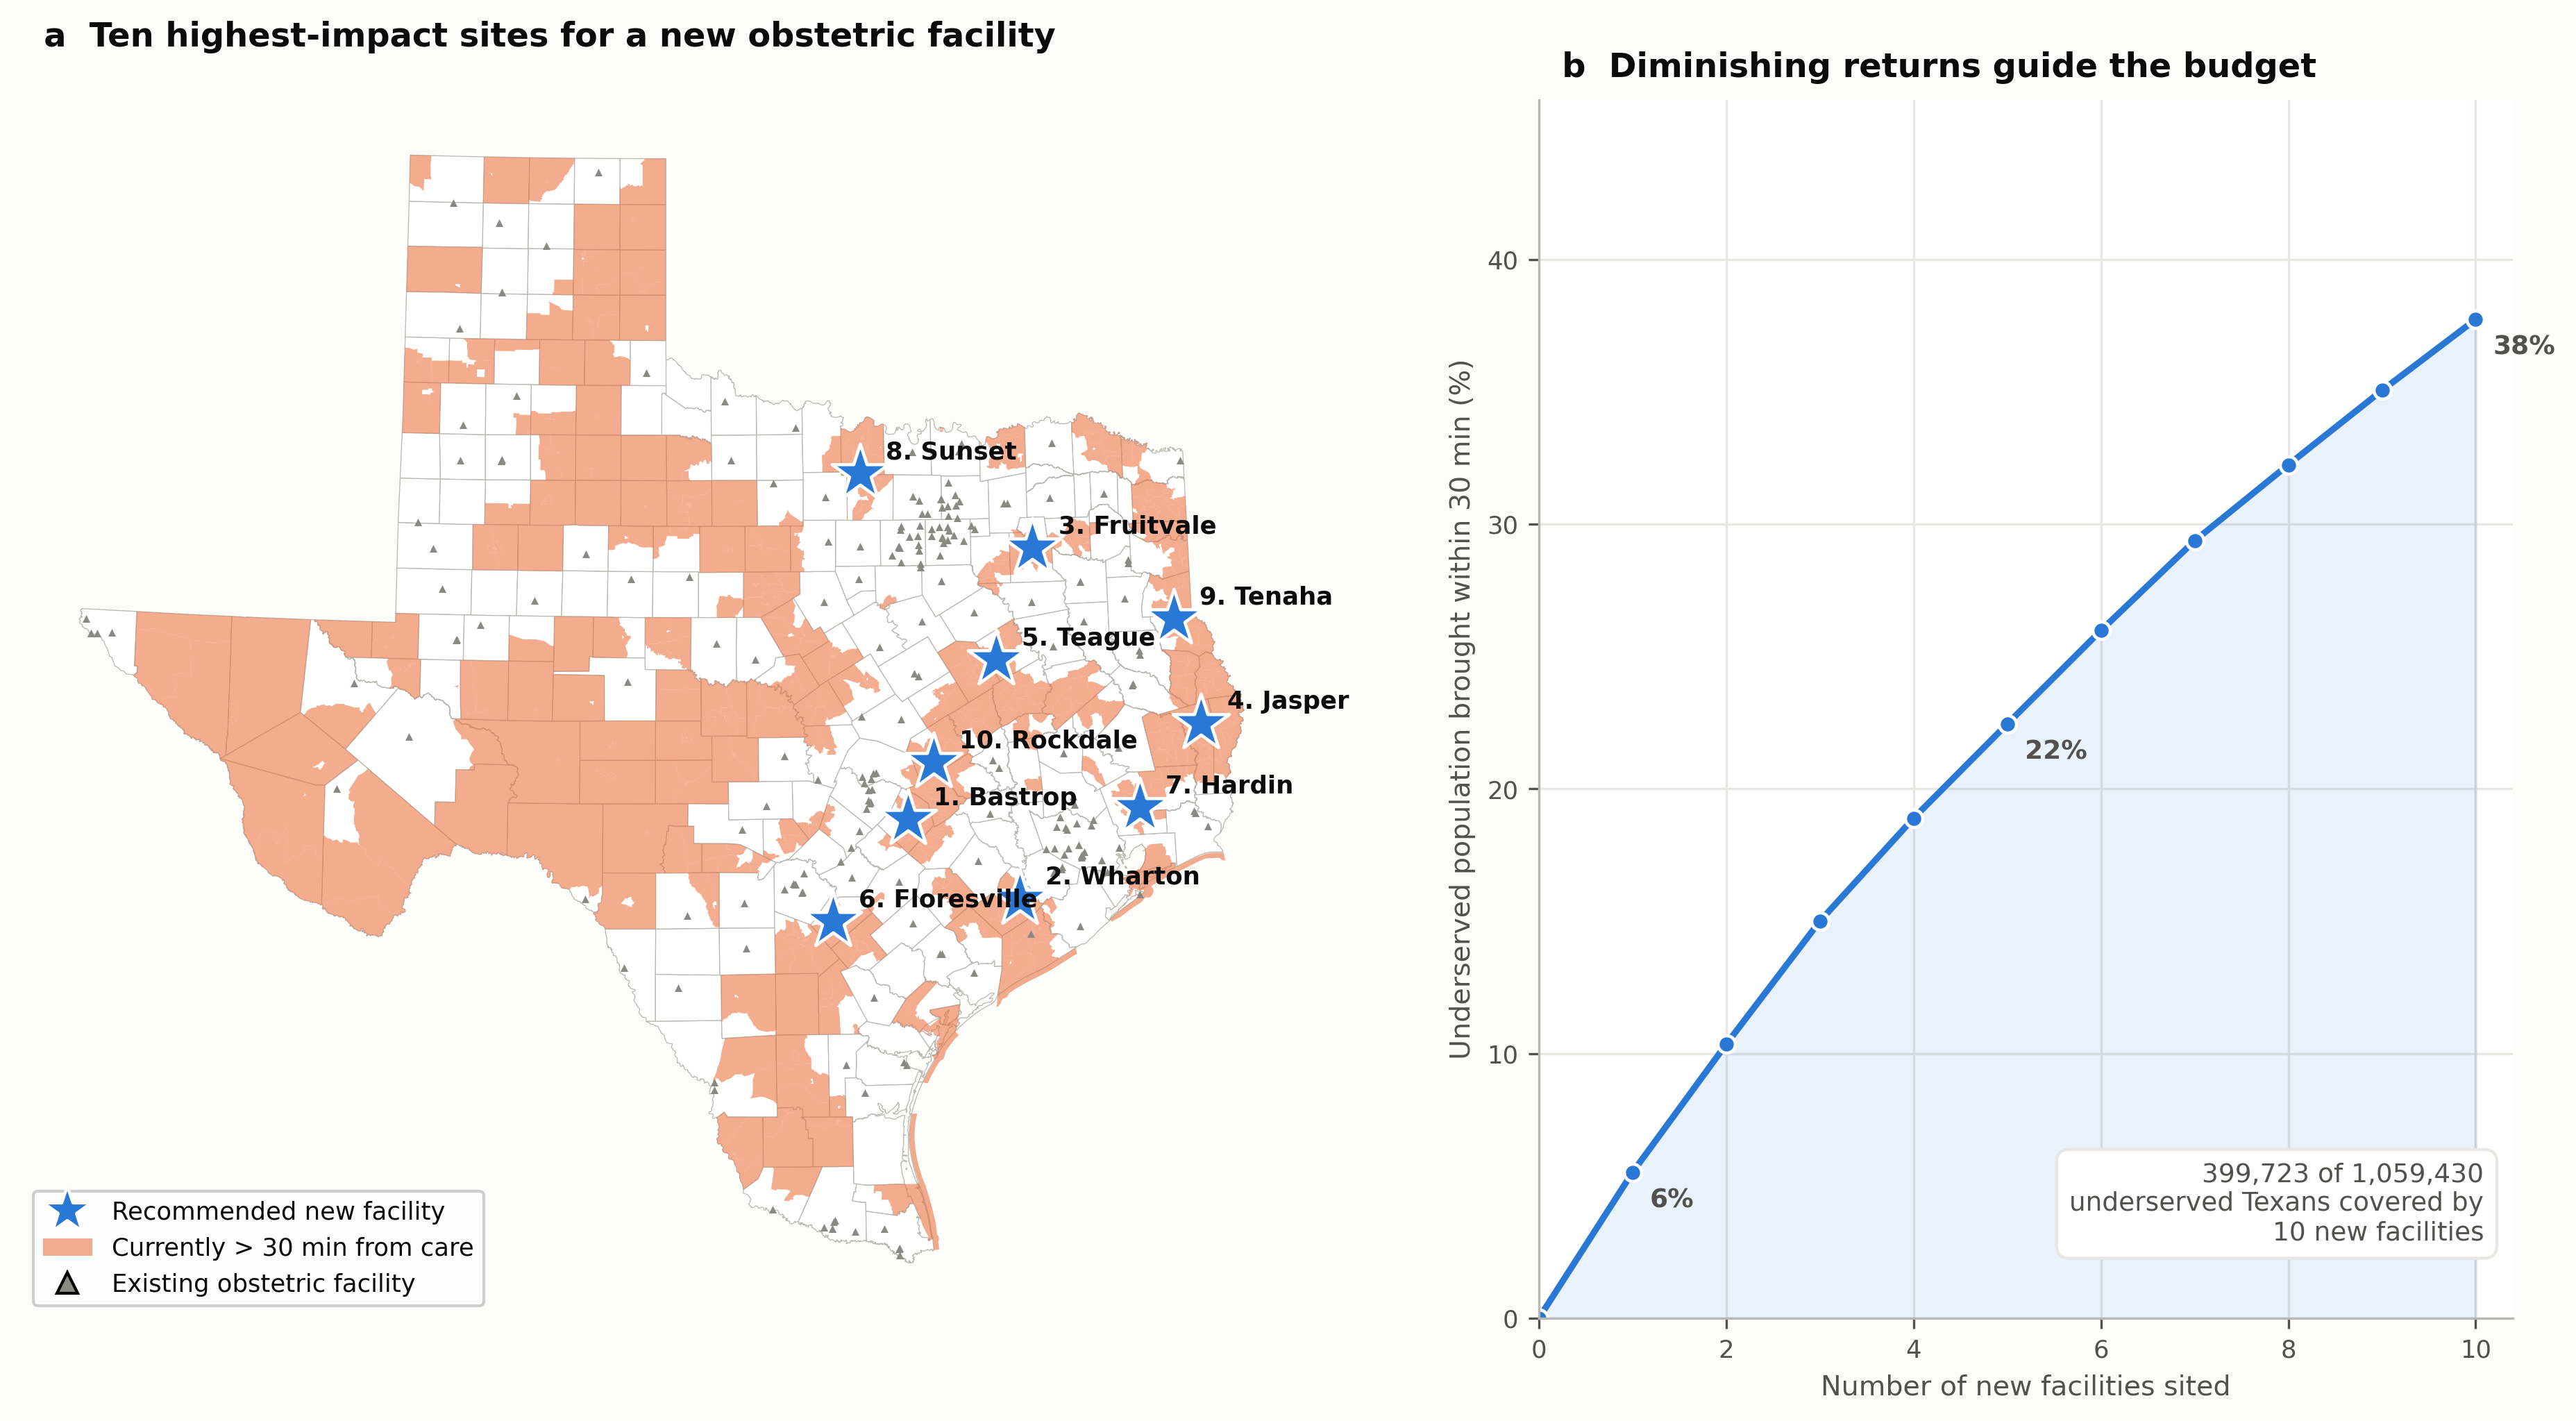 a Ten highest-impact sites for a new obstetric facility
8. Sunset
3. Fruitvale
9. Tenaha
5. Teague
4. Jasper
10. Rockdale
7. Hardin
1. Bastrop
2. Wharton
6. Floresville
Recommended new facility
Currently > 30 min from care
Existing obstetric facility
b Diminishing returns guide the budget
Underserved population brought within 30 min (%)
40
30
20
10
0
38%
22%
6%
399,723 of 1,059,430
underserved Texans covered by
10 new facilities
0 2 4 6 8 10
Number of new facilities sited